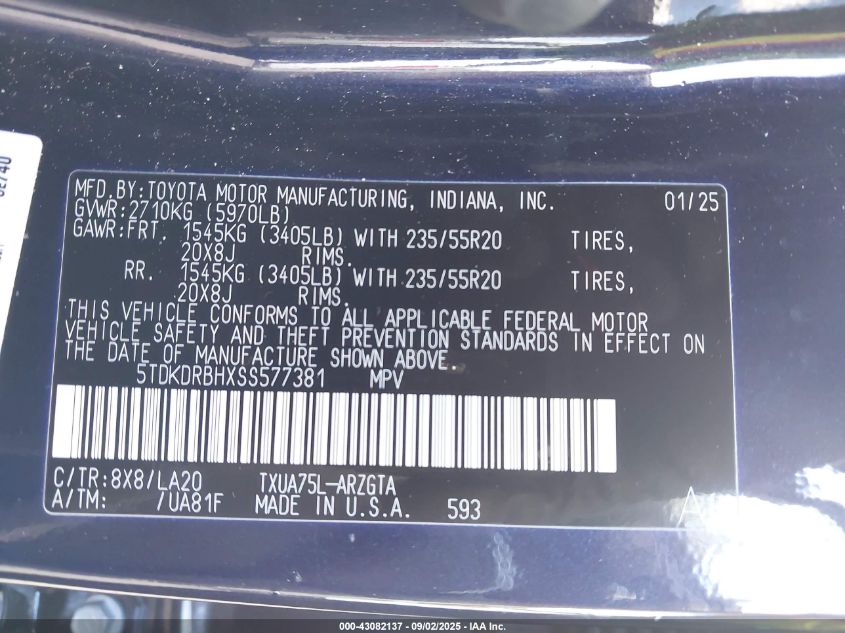 MFD.BY:TOYOTA MOTOR MANUFACTURING, INDIANA, INC. 01/25
GVWR:2710KG (5970LB)
GAWR:FRT. 1545KG (3405LB) WITH 235/55R20 TIRES,
20X8J RIMS.
RR. 1545KG (3405LB) WITH 235/55R20 TIRES,
20X8J RIMS.
THIS VEHICLE CONFORMS TO ALL APPLICABLE FEDERAL MOTOR
VEHICLE SAFETY AND THEFT PREVENTION STANDARDS IN EFFECT ON
THE DATE OF MANUFACTURE SHOWN ABOVE.
5TDKDRBHXSS577381 MPV
C/TR:8X8/LA20 TXUA75L-ARZGTA
A/TM: /UA81F MADE IN U.S.A. 593
000-43082137 - 09/02/2025 - IAA Inc.